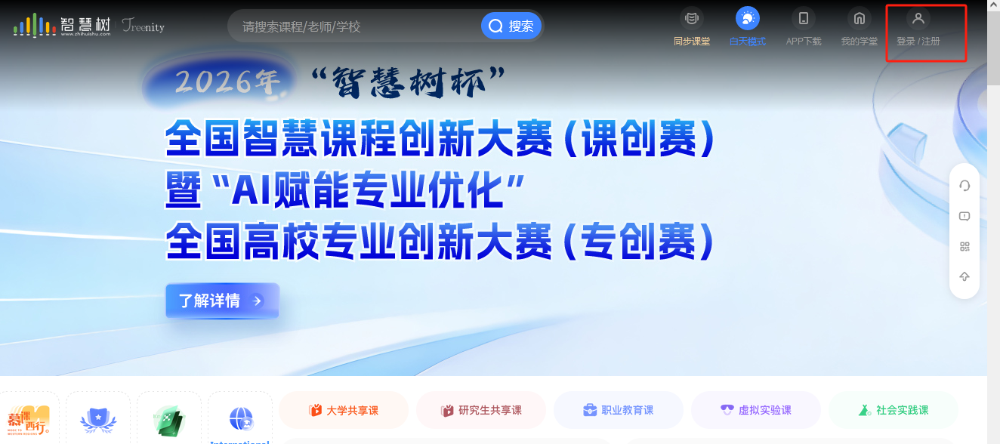 智慧树 Treenity
www.zhihuishu.com
请搜索课程/老师/学校
搜索
同步课堂
白天模式
APP下载
我的学堂
登录 / 注册
2026年 “智慧树杯”
全国智慧课程创新大赛(课创赛)
暨“AI赋能专业优化”
全国高校专业创新大赛(专创赛)
了解详情
慕课
西行。
MOOC TO
WESTERN REGIONS
International
大学共享课
研究生共享课
职业教育课
虚拟实验课
社会实践课